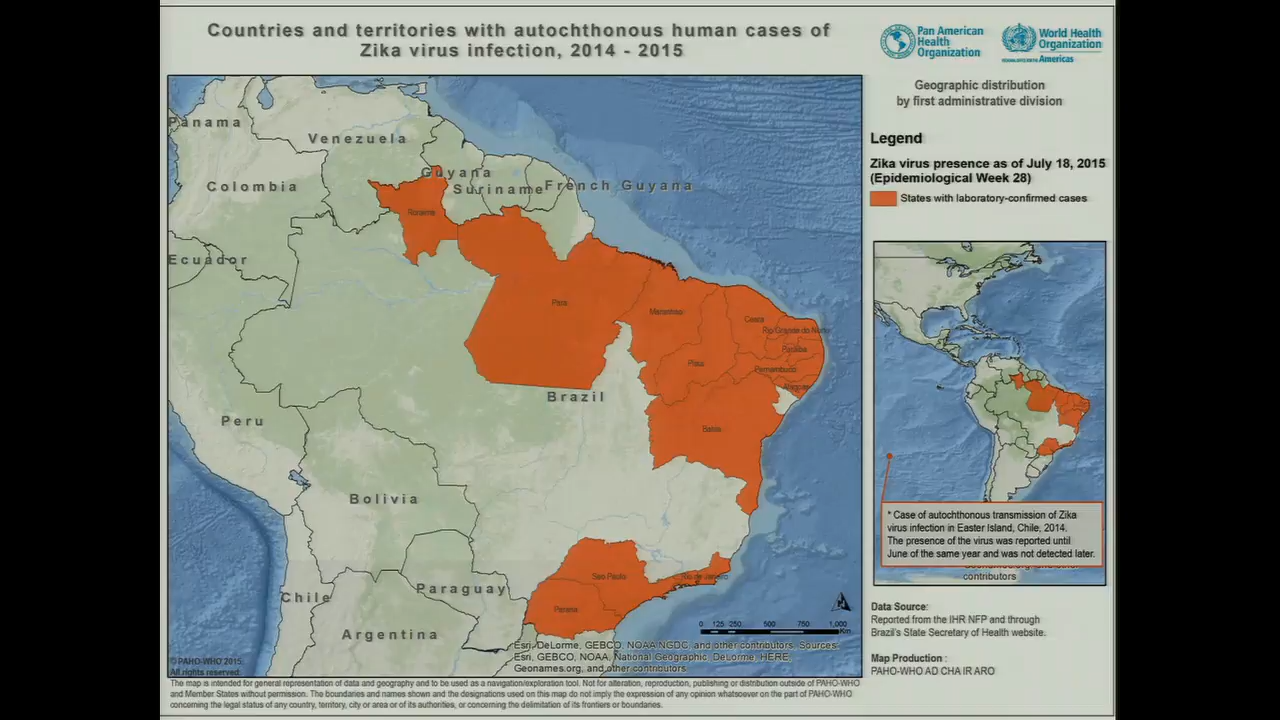 Countries and territories with autochthonous human cases of
Zika virus infection, 2014 - 2015
Pan American
Health
Organization
World Health
Organization
Americas
Geographic distribution
by first administrative division
Legend
Zika virus presence as of July 18, 2015
(Epidemiological Week 28)
States with laboratory-confirmed cases
Panama
Venezuela
Guyana
Colombia
Suriname
French Guyana
Roraima
Ecuador
Para
Maranhao
Ceara
Rio Grande do Norte
Paraiba
Piaui
Pernambuco
Alagoas
Brazil
Peru
Bahia
Bolivia
Sao Paulo
Rio de Janeiro
Paraguay
Chile
Parana
Argentina
N
0 125 250 500 750 1,000
Km
Esri, DeLorme, GEBCO, NOAA NGDC, and other contributors. Sources:
Esri, GEBCO, NOAA, National Geographic, DeLorme, HERE,
Geonames.org, and other contributors
© PAHO-WHO 2015.
All rights reserved.
* Case of autochthonous transmission of Zika
virus infection in Easter Island, Chile, 2014.
The presence of the virus was reported until
June of the same year and was not detected later.
contributors
Data Source:
Reported from the IHR NFP and through
Brazil's State Secretary of Health website.
Map Production :
PAHO-WHO AD CHA IR ARO
The map is intended for general representation of data and geography and to be used as a navigation/exploration tool. Not for alteration, reproduction, publishing or distribution outside of PAHO-WHO
and Member States without permission. The boundaries and names shown and the designations used on this map do not imply the expression of any opinion whatsoever on the part of PAHO-WHO
concerning the legal status of any country, territory, city or area or of its authorities, or concerning the delimitation of its frontiers or boundaries.